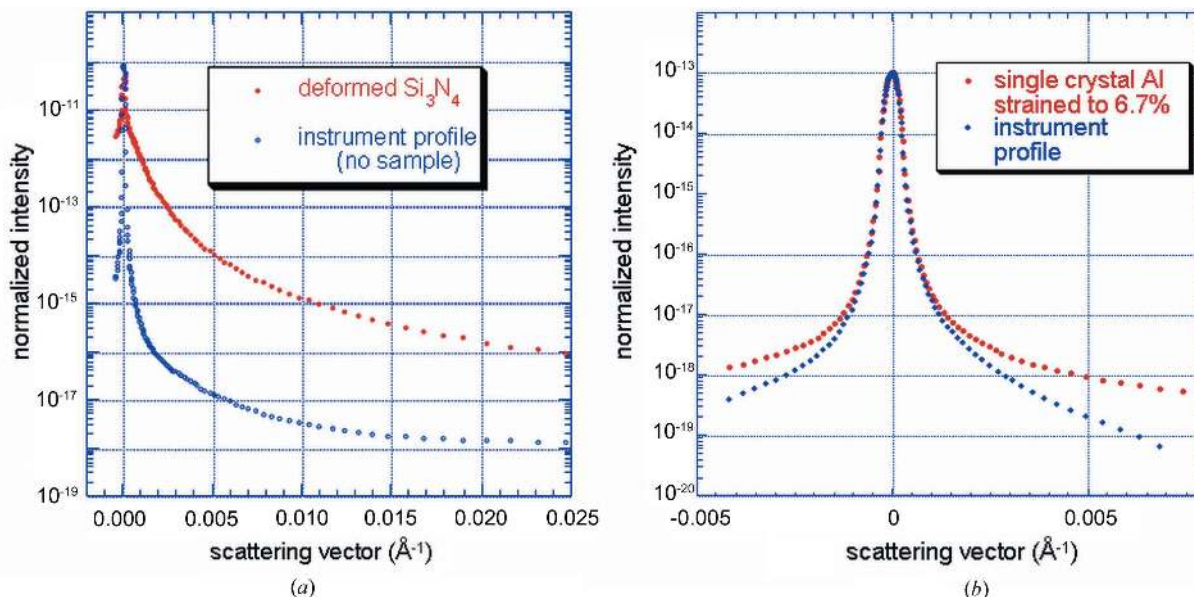 deformed Si₃N₄
instrument profile
(no sample)
normalized intensity
10⁻¹¹
10⁻¹³
10⁻¹⁵
10⁻¹⁷
10⁻¹⁹
0.000 0.005 0.010 0.015 0.020 0.025
scattering vector (Å⁻¹)
(a)
single crystal Al
strained to 6.7%
instrument
profile
normalized intensity
10⁻¹³
10⁻¹⁴
10⁻¹⁵
10⁻¹⁶
10⁻¹⁷
10⁻¹⁸
10⁻¹⁹
10⁻²⁰
-0.005 0 0.005
scattering vector (Å⁻¹)
(b)